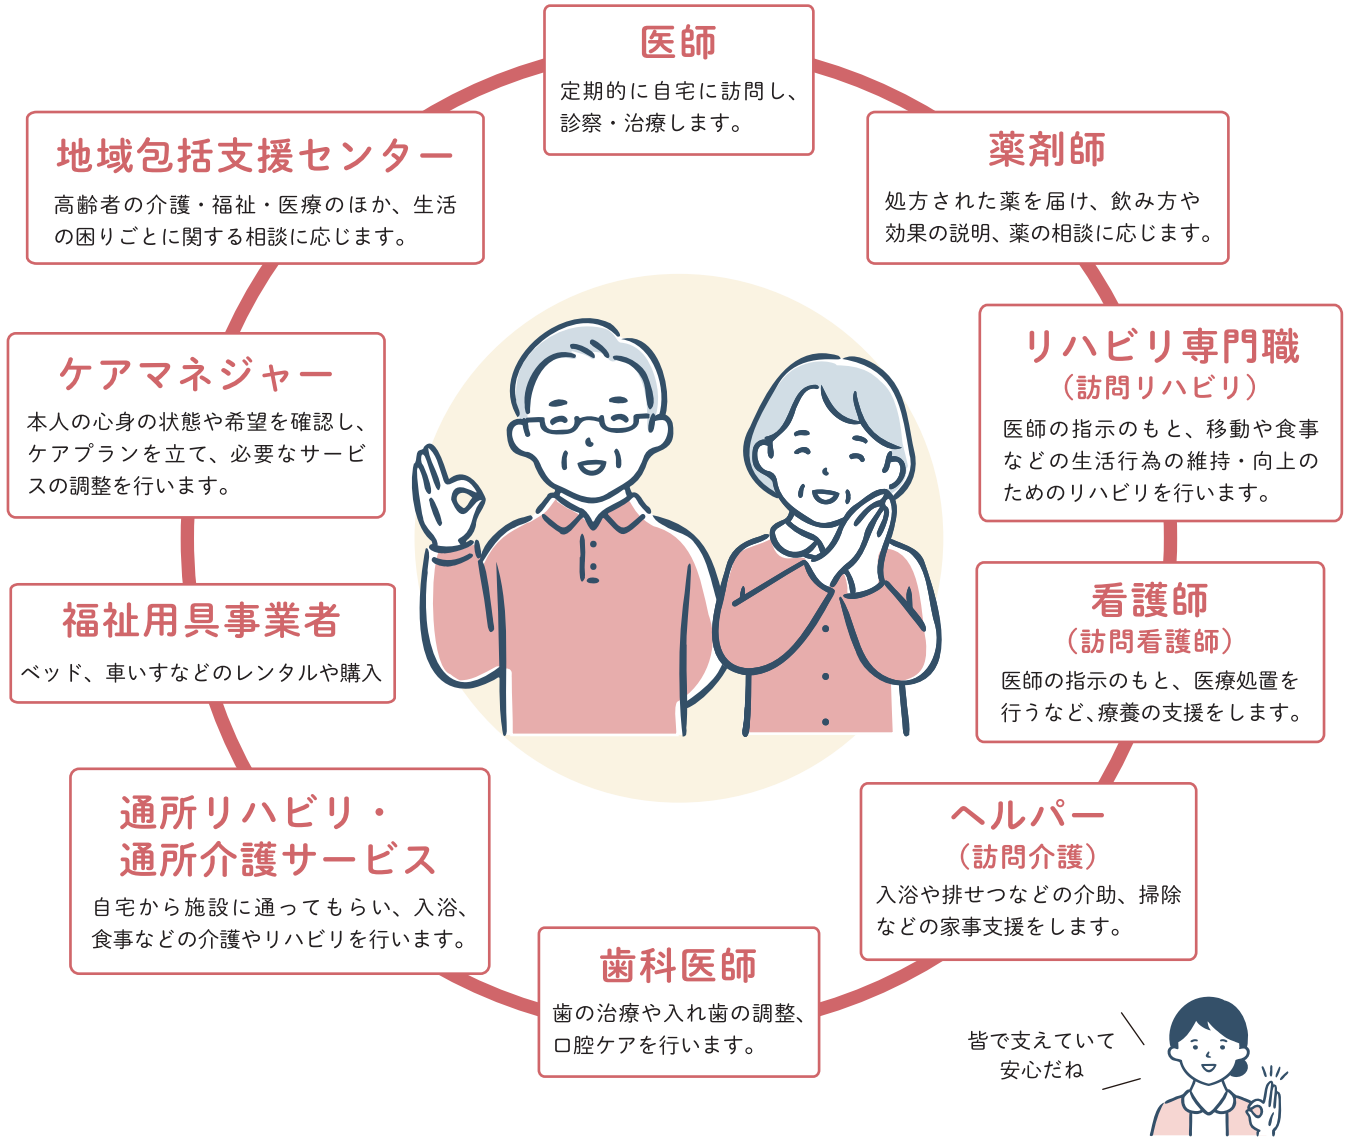 医師
定期的に自宅に訪問し、
診察・治療します。
薬剤師
処方された薬を届け、飲み方や
効果の説明、薬の相談に応じます。
リハビリ専門職
（訪問リハビリ）
医師の指示のもと、移動や食事
などの生活行為の維持・向上の
ためのリハビリを行います。
看護師
（訪問看護師）
医師の指示のもと、医療処置を
行うなど、療養の支援をします。
ヘルパー
（訪問介護）
入浴や排せつなどの介助、掃除
などの家事支援をします。
歯科医師
歯の治療や入れ歯の調整、
口腔ケアを行います。
通所リハビリ・
通所介護サービス
自宅から施設に通ってもらい、入浴、
食事などの介護やリハビリを行います。
福祉用具事業者
ベッド、車いすなどのレンタルや購入
ケアマネジャー
本人の心身の状態や希望を確認し、
ケアプランを立て、必要なサービ
スの調整を行います。
地域包括支援センター
高齢者の介護・福祉・医療のほか、生活
の困りごとに関する相談に応じます。
皆で支えていて
安心だね